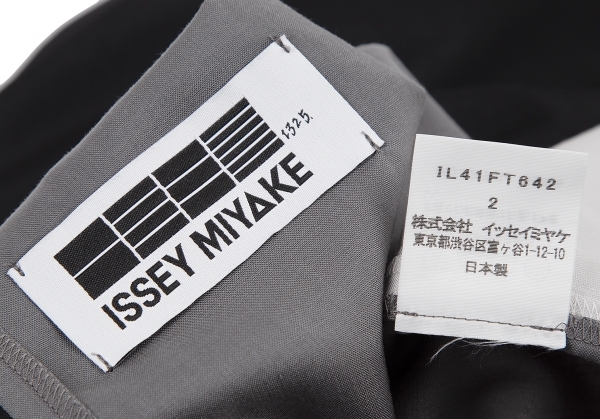 132 5.
ISSEY MIYAKE
IL41FT642
2
株式会社 イッセイミヤケ
東京都渋谷区富ヶ谷1-12-10
日本製